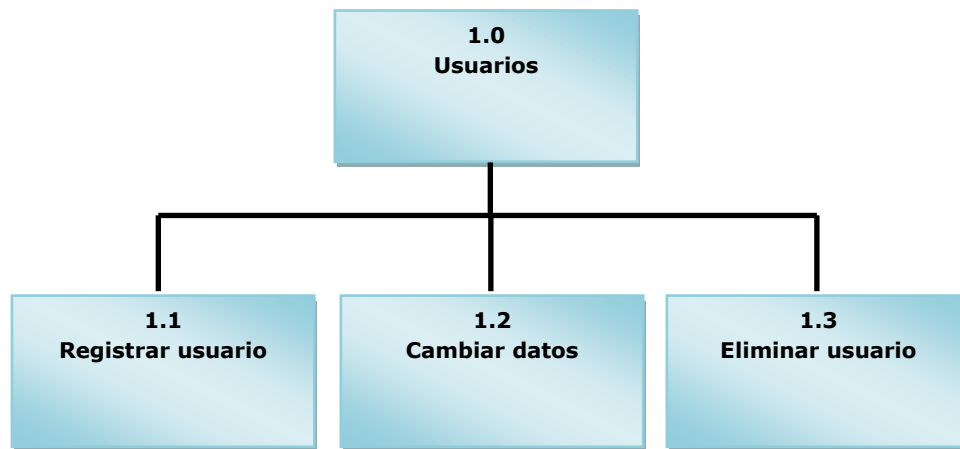 1.0
Usuarios
1.1
Registrar usuario
1.2
Cambiar datos
1.3
Eliminar usuario